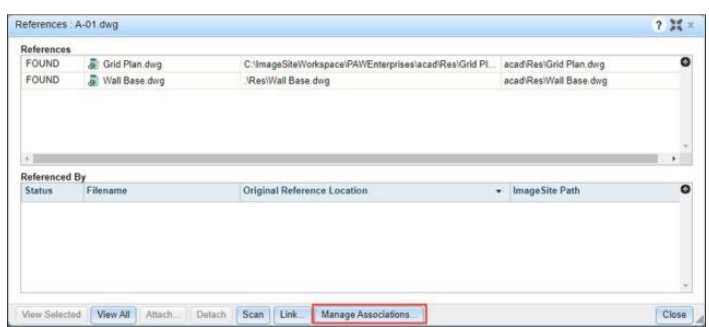 References : A-01.dwg ?
References
FOUND Grid Plan.dwg C:\ImageSiteWorkspace\PAWEnterprises\acad\Res\Grid Pl... acad\Res\Grid Plan.dwg
FOUND Wall Base.dwg .\Res\Wall Base.dwg acad\Res\Wall Base.dwg
Referenced By
Status Filename Original Reference Location ImageSite Path
View Selected View All Attach... Detach Scan Link... Manage Associations... Close